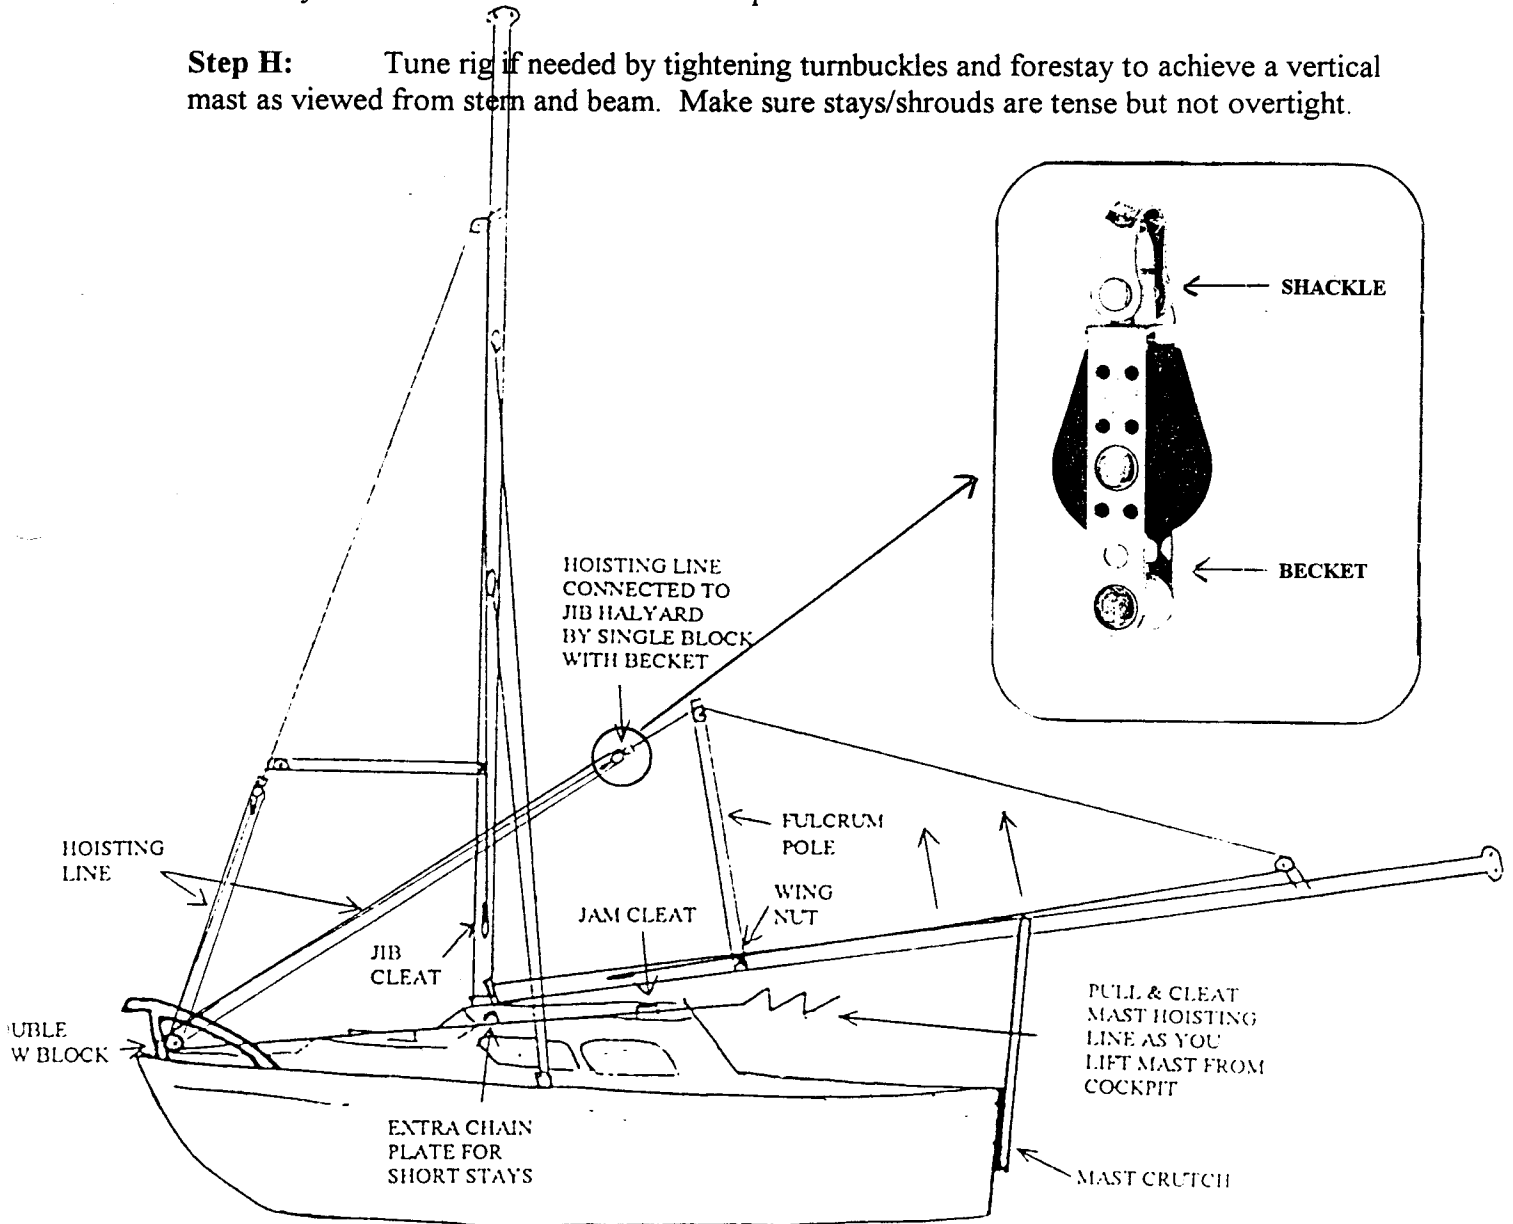 Step H: Tune rig if needed by tightening turnbuckles and forestay to achieve a vertical
mast as viewed from stern and beam. Make sure stays/shrouds are tense but not overtight.
SHACKLE
BECKET
HOISTING LINE
CONNECTED TO
JIB HALYARD
BY SINGLE BLOCK
WITH BECKET
FULCRUM
POLE
HOISTING
LINE
WING
NUT
JAM CLEAT
JIB
CLEAT
PULL & CLEAT
MAST HOISTING
LINE AS YOU
LIFT MAST FROM
COCKPIT
UBLE
W BLOCK
EXTRA CHAIN
PLATE FOR
SHORT STAYS
MAST CRUTCH